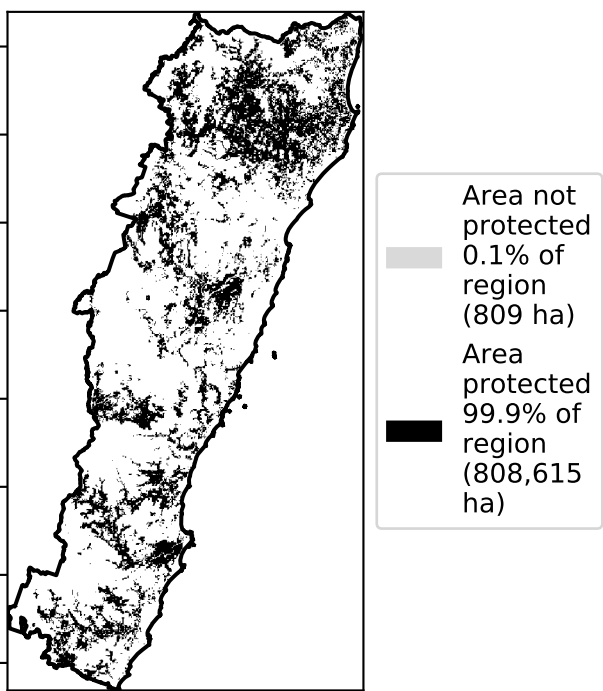 Area not
protected
0.1% of
region
(809 ha)
Area
protected
99.9% of
region
(808,615
ha)